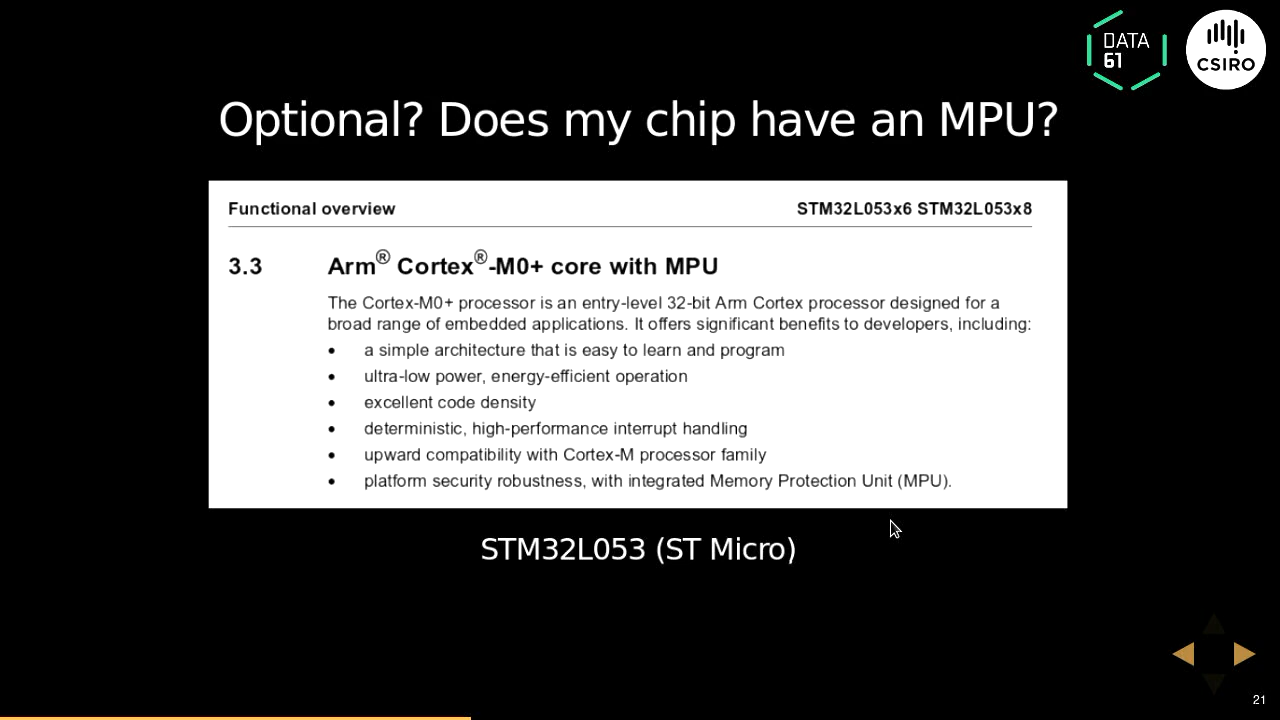 DATA
61
CSIRO
Optional? Does my chip have an MPU?
Functional overview STM32L053x6 STM32L053x8
3.3 Arm® Cortex®-M0+ core with MPU
The Cortex-M0+ processor is an entry-level 32-bit Arm Cortex processor designed for a
broad range of embedded applications. It offers significant benefits to developers, including:
• a simple architecture that is easy to learn and program
• ultra-low power, energy-efficient operation
• excellent code density
• deterministic, high-performance interrupt handling
• upward compatibility with Cortex-M processor family
• platform security robustness, with integrated Memory Protection Unit (MPU).
STM32L053 (ST Micro)
21